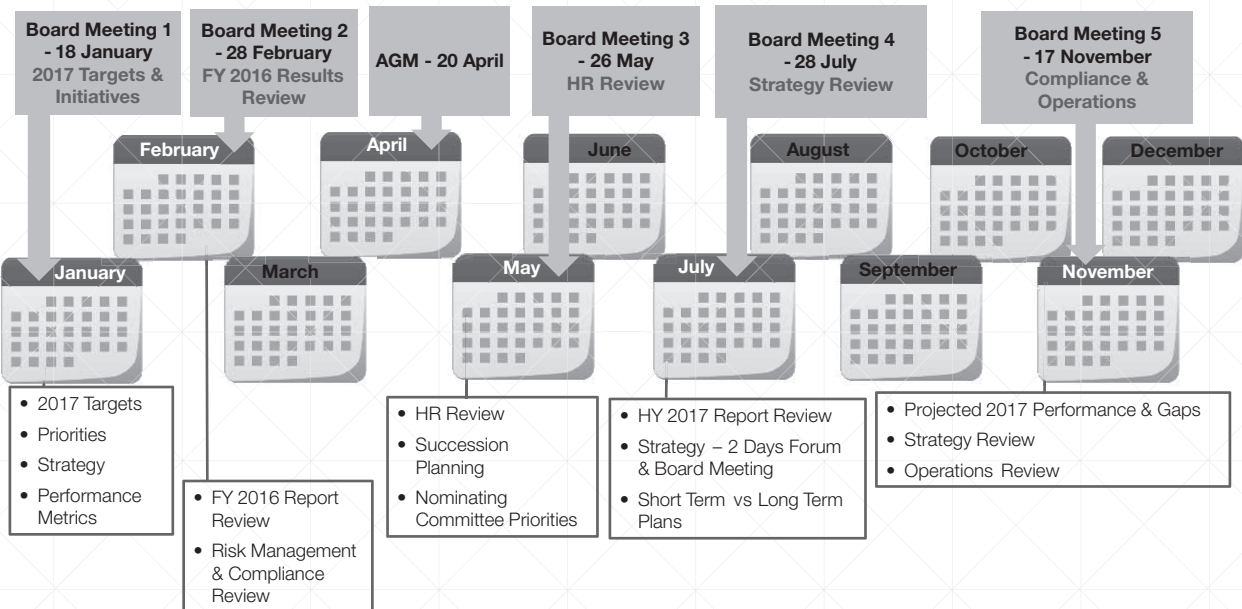 Board Meeting 1
- 18 January
2017 Targets &
Initiatives
Board Meeting 2
- 28 February
FY 2016 Results
Review
AGM - 20 April
Board Meeting 3
- 26 May
HR Review
Board Meeting 4
- 28 July
Strategy Review
Board Meeting 5
- 17 November
Compliance &
Operations
February
April
June
August
October
December
January
March
May
July
September
November
• 2017 Targets
• Priorities
• Strategy
• Performance
Metrics
• FY 2016 Report
Review
• Risk Management
& Compliance
Review
• HR Review
• Succession
Planning
• Nominating
Committee Priorities
• HY 2017 Report Review
• Strategy – 2 Days Forum
& Board Meeting
• Short Term vs Long Term
Plans
• Projected 2017 Performance & Gaps
• Strategy Review
• Operations Review